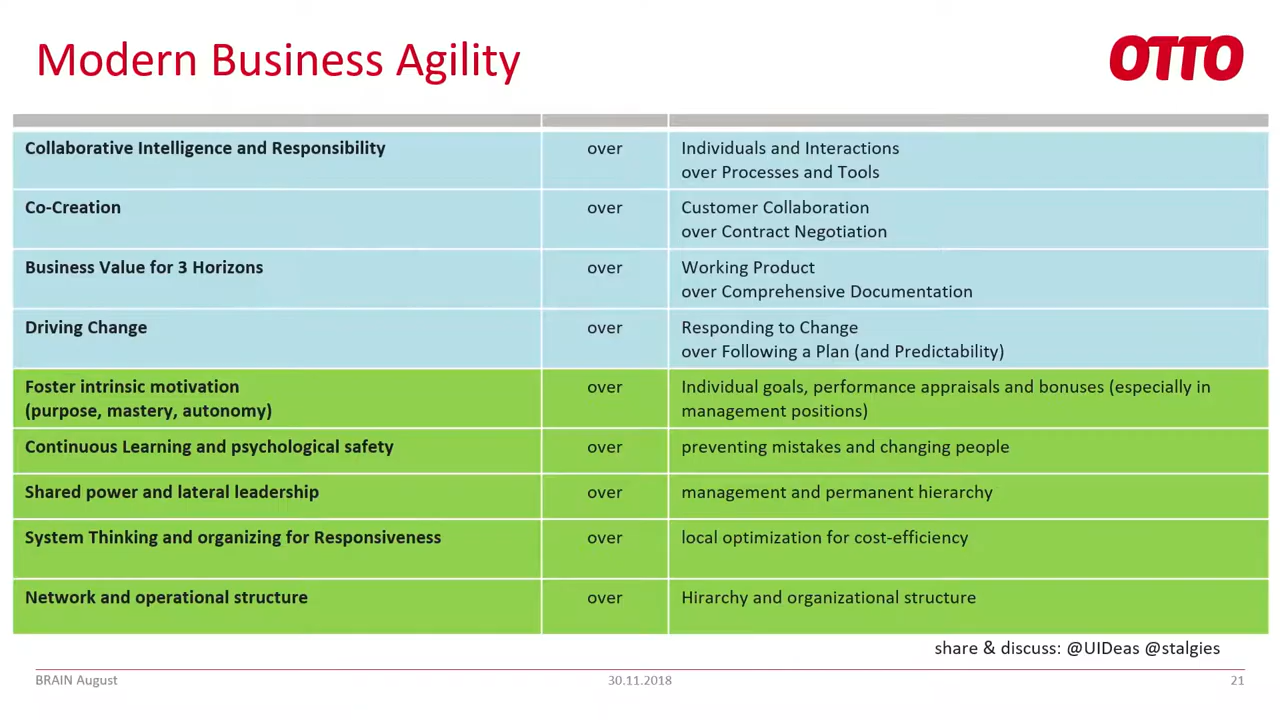 Modern Business Agility
OTTO
Collaborative Intelligence and Responsibility over Individuals and Interactions
over Processes and Tools
Co-Creation over Customer Collaboration
over Contract Negotiation
Business Value for 3 Horizons over Working Product
over Comprehensive Documentation
Driving Change over Responding to Change
over Following a Plan (and Predictability)
Foster intrinsic motivation over Individual goals, performance appraisals and bonuses (especially in
(purpose, mastery, autonomy) management positions)
Continuous Learning and psychological safety over preventing mistakes and changing people
Shared power and lateral leadership over management and permanent hierarchy
System Thinking and organizing for Responsiveness over local optimization for cost-efficiency
Network and operational structure over Hirarchy and organizational structure
share & discuss: @UIDeas @stalgies
BRAIN August 30.11.2018 21